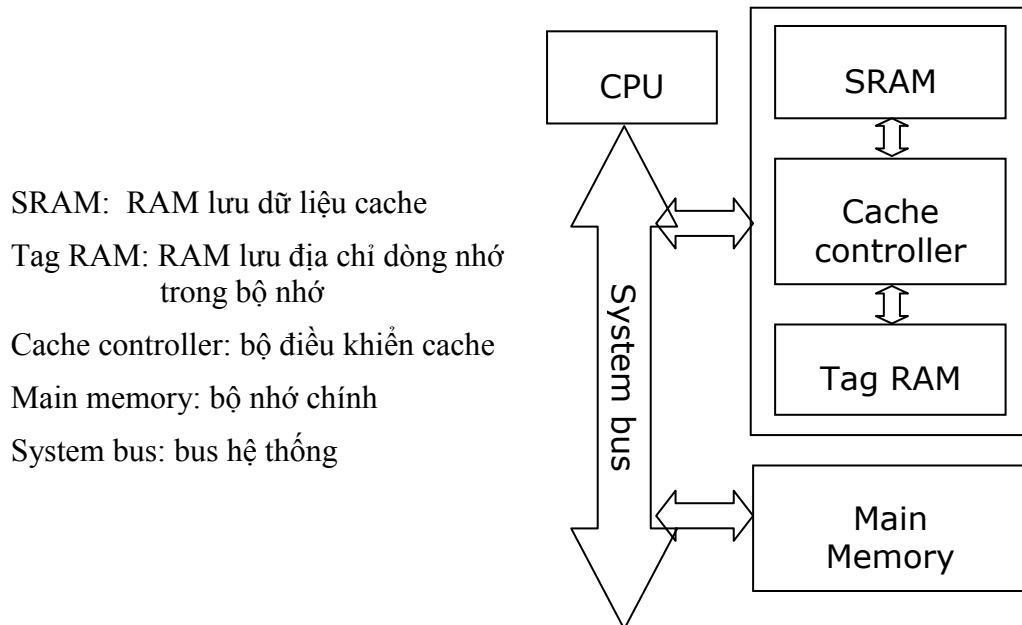 SRAM: RAM lưu dữ liệu cache
Tag RAM: RAM lưu địa chỉ dòng nhớ
trong bộ nhớ
Cache controller: bộ điều khiển cache
Main memory: bộ nhớ chính
System bus: bus hệ thống
CPU
System bus
SRAM
Cache
controller
Tag RAM
Main
Memory